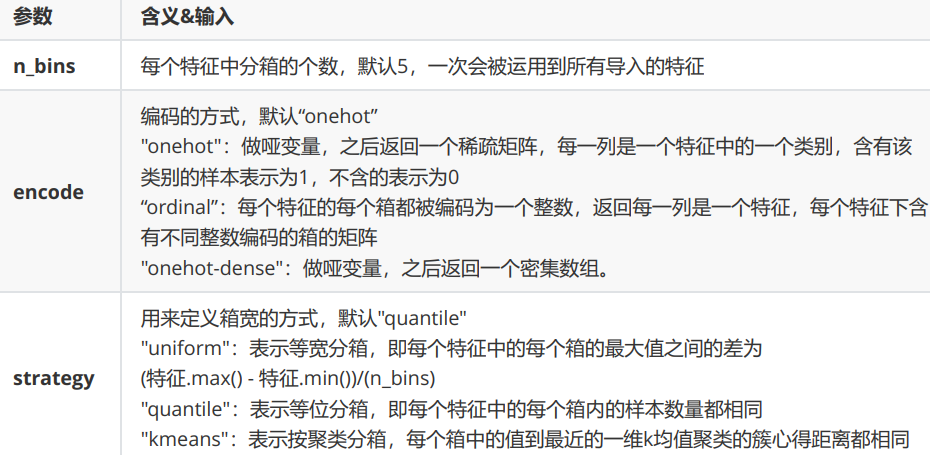 参数 含义&输入
n_bins 每个特征中分箱的个数，默认5，一次会被运用到所有导入的特征
编码的方式，默认“onehot”
"onehot"：做哑变量，之后返回一个稀疏矩阵，每一列是一个特征中的一个类别，含有该
类别的样本表示为1，不含的表示为0
encode
“ordinal”：每个特征的每个箱都被编码为一个整数，返回每一列是一个特征，每个特征下含
有不同整数编码的箱的矩阵
"onehot-dense"：做哑变量，之后返回一个密集数组。
用来定义箱宽的方式，默认"quantile"
"uniform"：表示等宽分箱，即每个特征中的每个箱的最大值之间的差为
strategy (特征.max() - 特征.min())/(n_bins)
"quantile"：表示等位分箱，即每个特征中的每个箱内的样本数量都相同
"kmeans"：表示按聚类分箱，每个箱中的值到最近的一维k均值聚类的簇心得距离都相同